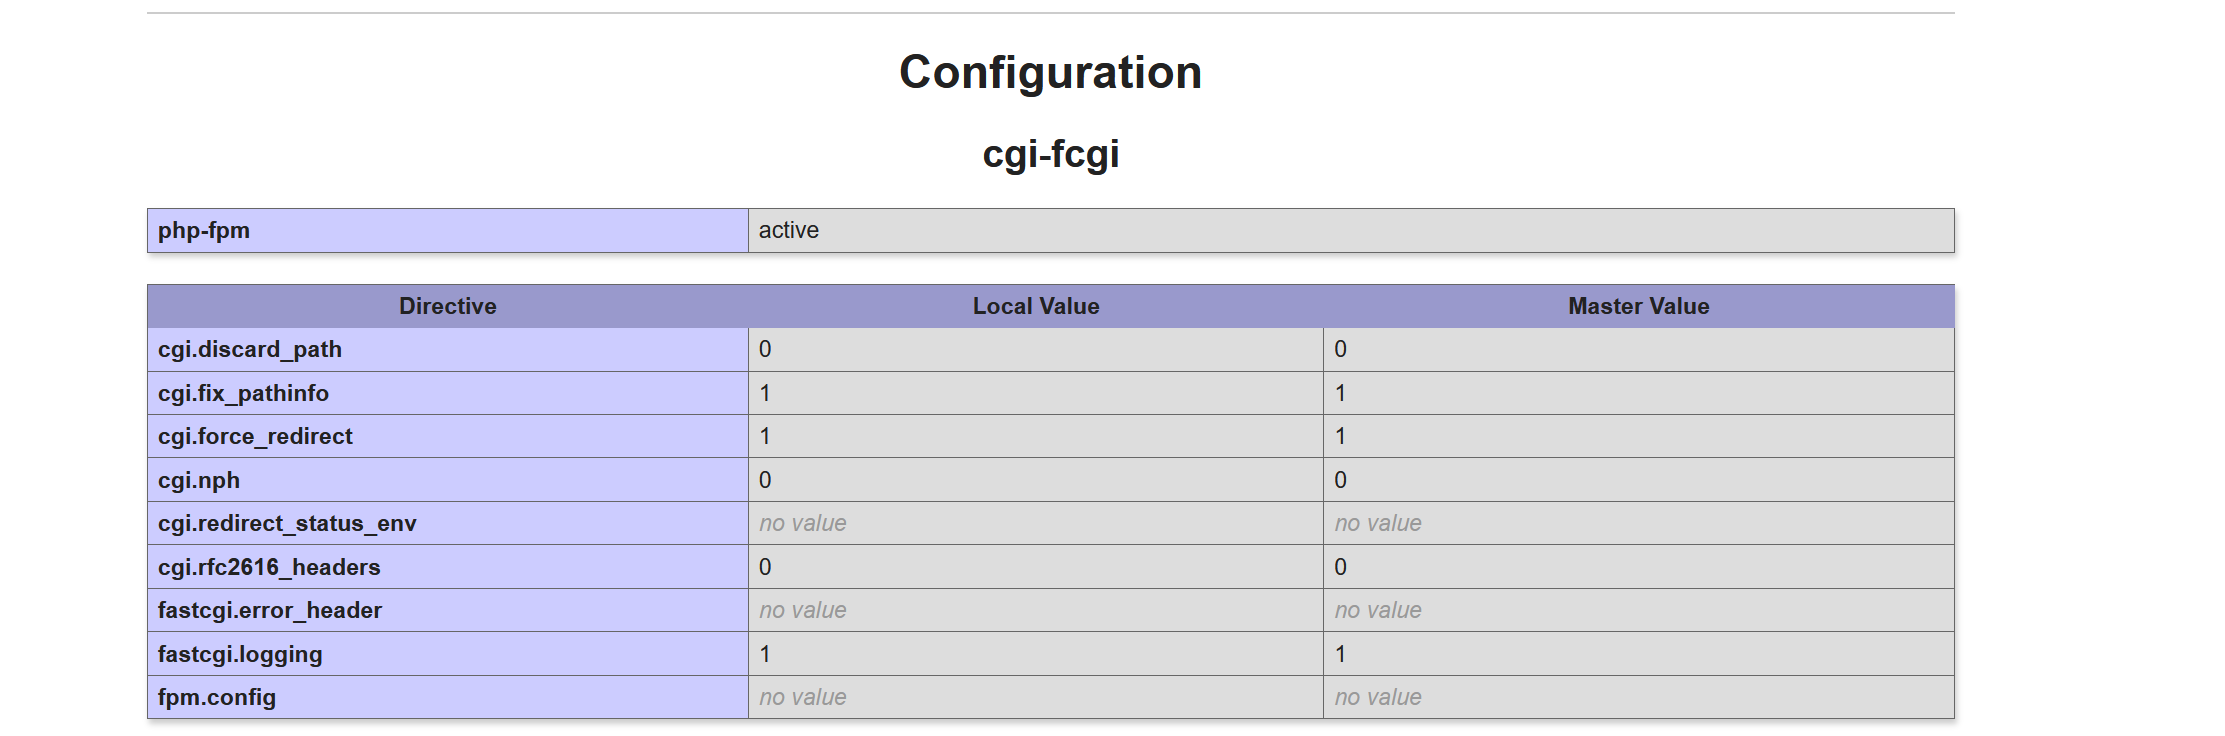 Configuration
cgi-fcgi
php-fpm active
Directive Local Value Master Value
cgi.discard_path 0 0
cgi.fix_pathinfo 1 1
cgi.force_redirect 1 1
cgi.nph 0 0
cgi.redirect_status_env no value no value
cgi.rfc2616_headers 0 0
fastcgi.error_header no value no value
fastcgi.logging 1 1
fpm.config no value no value